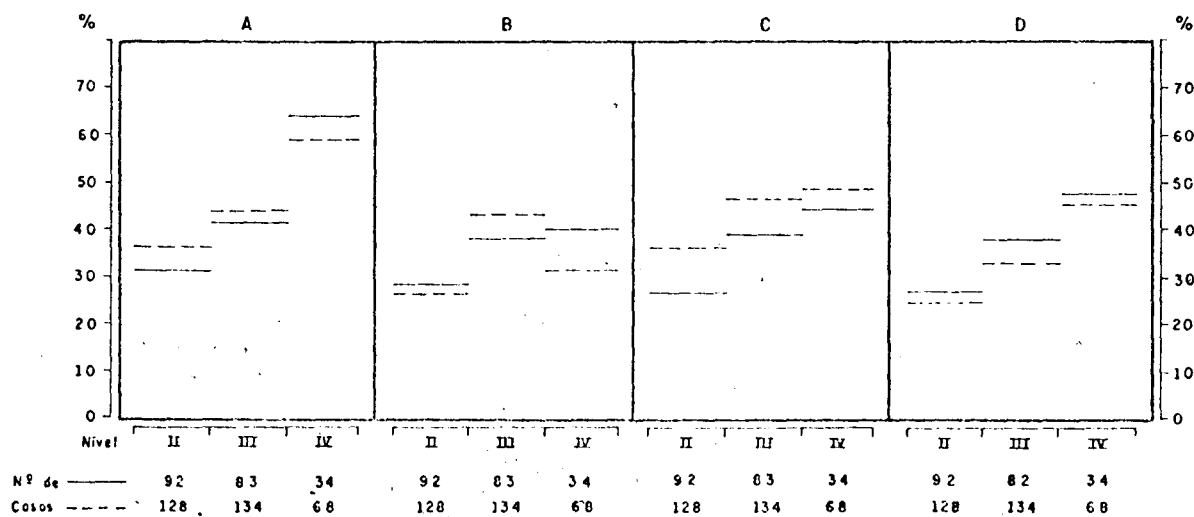 % A B C D %
70 70
60 60
50 50
40 40
30 30
20 20
10 10
0 0
Nivel II III IV II III IV II III IV II III IV
Nº de 92 83 34 92 83 34 92 83 34 92 82 34
Casos 128 134 68 128 134 68 128 134 68 128 134 68